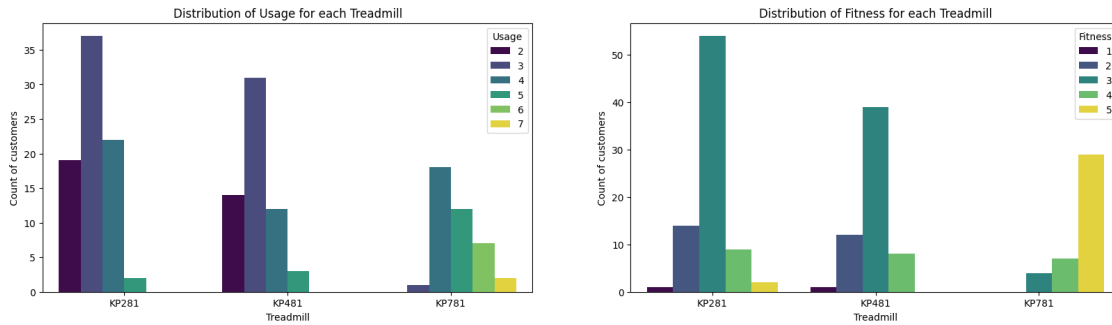 Distribution of Usage for each Treadmill
Count of customers
35
30
25
20
15
10
5
0
Usage
2
3
4
5
6
7
KP281 KP481 KP781
Treadmill
Distribution of Fitness for each Treadmill
Count of customers
50
40
30
20
10
0
Fitness
1
2
3
4
5
KP281 KP481 KP781
Treadmill